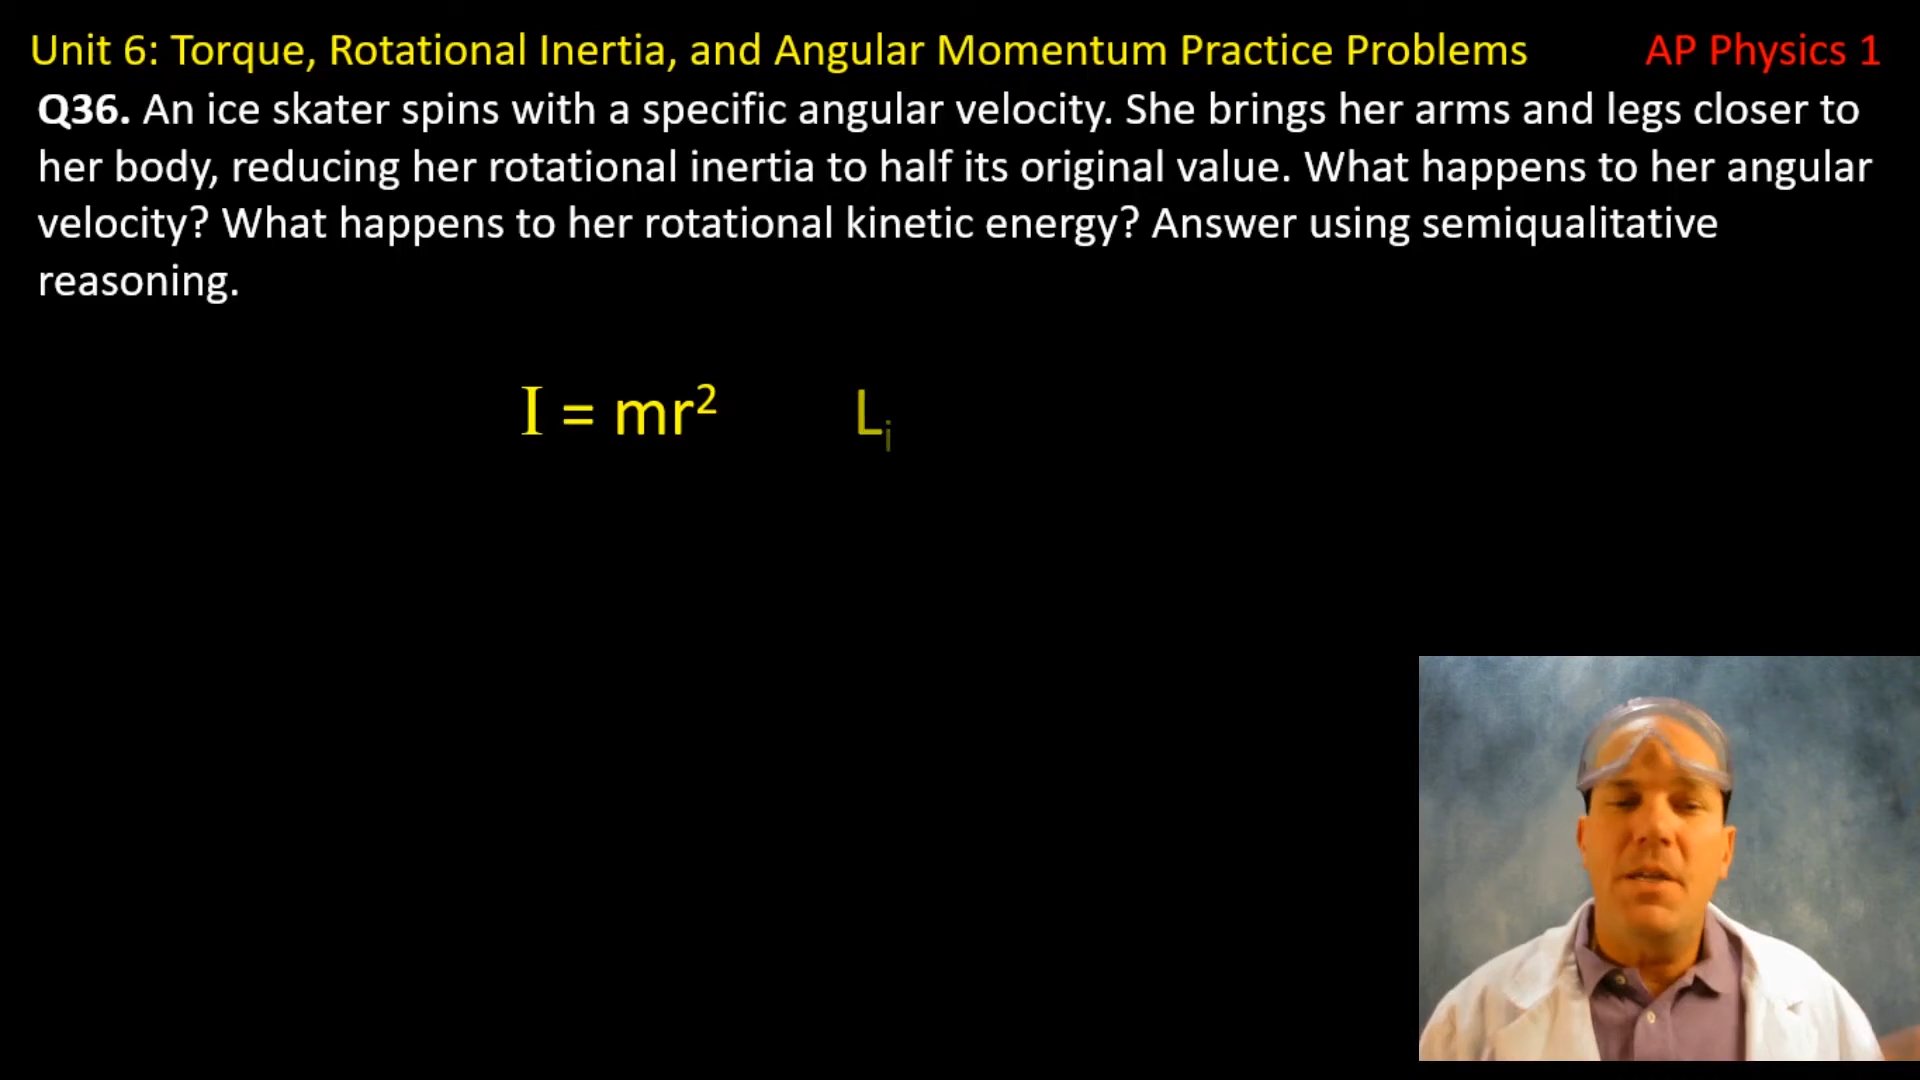 Unit 6: Torque, Rotational Inertia, and Angular Momentum Practice Problems AP Physics 1
Q36. An ice skater spins with a specific angular velocity. She brings her arms and legs closer to
her body, reducing her rotational inertia to half its original value. What happens to her angular
velocity? What happens to her rotational kinetic energy? Answer using semiqualitative
reasoning.
I = mr² Lᵢ